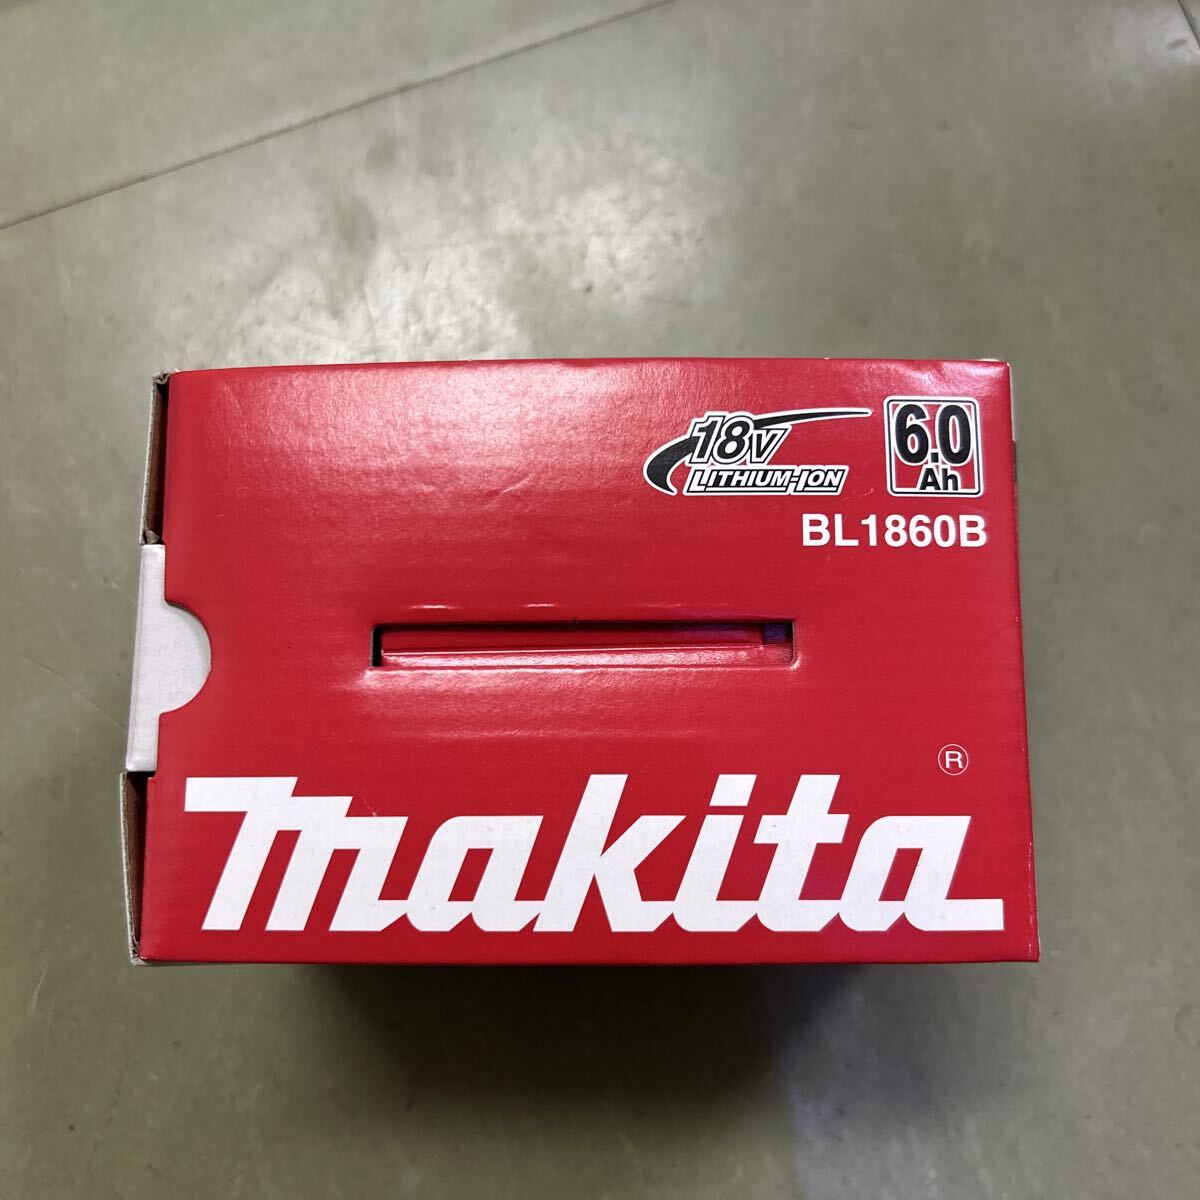 18V
LITHIUM-ION
6.0
Ah
BL1860B
makita®